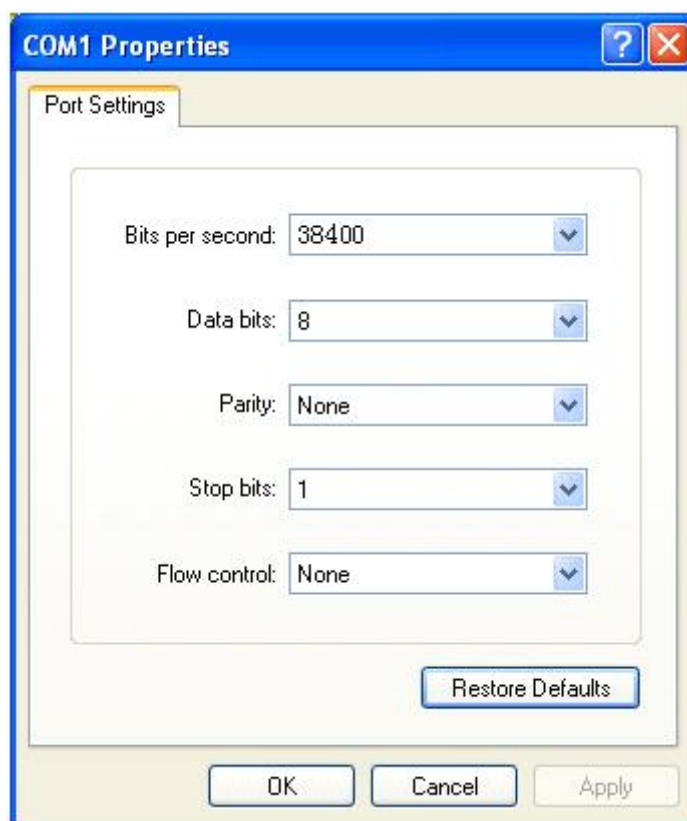 COM1 Properties
Port Settings
Bits per second: 38400
Data bits: 8
Parity: None
Stop bits: 1
Flow control: None
Restore Defaults
OK Cancel Apply